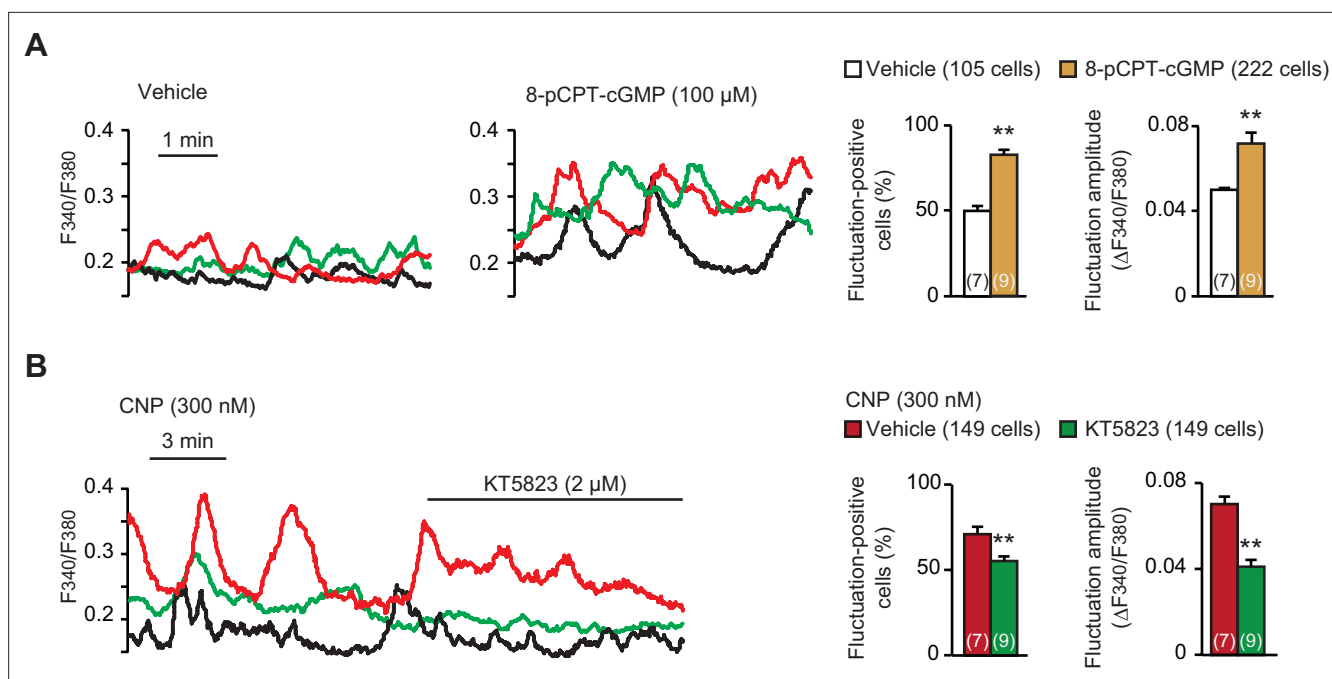 A
Vehicle
1 min
0.4
0.3
0.2
F340/F380
8-pCPT-cGMP (100 µM)
0.4
0.3
0.2
Vehicle (105 cells) 8-pCPT-cGMP (222 cells)
Fluctuation-positive
cells (%)
100
50
0
**
(7) (9)
Fluctuation amplitude
(ΔF340/F380)
0.08
0.04
0
**
(7) (9)
B
CNP (300 nM)
3 min
KT5823 (2 µM)
0.4
0.3
0.2
F340/F380
CNP (300 nM)
Vehicle (149 cells) KT5823 (149 cells)
Fluctuation-positive
cells (%)
100
50
0
**
(7) (9)
Fluctuation amplitude
(ΔF340/F380)
0.08
0.04
0
**
(7) (9)